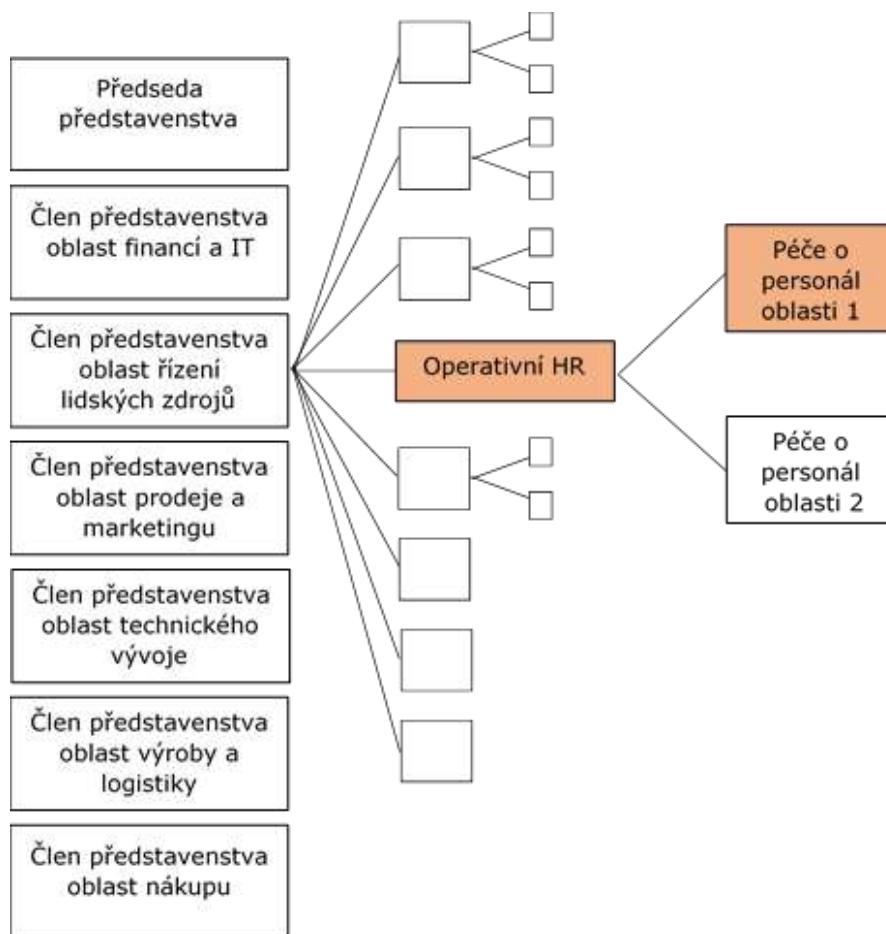 Předseda
představenstva
Člen představenstva
oblast financí a IT
Člen představenstva
oblast řízení
lidských zdrojů
Člen představenstva
oblast prodeje a
marketingu
Člen představenstva
oblast technického
vývoje
Člen představenstva
oblast výroby a
logistiky
Člen představenstva
oblast nákupu
Operativní HR
Péče o
personál
oblasti 1
Péče o
personál
oblasti 2